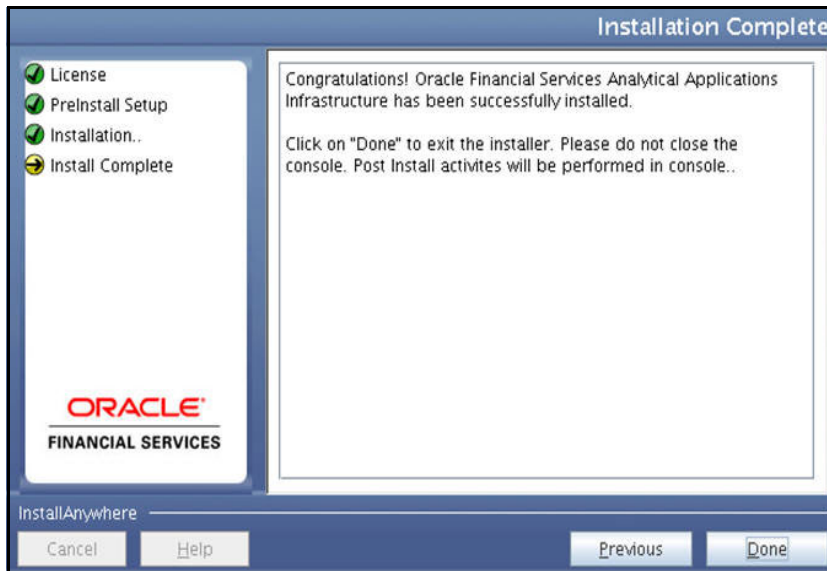 Installation Complete
License
PreInstall Setup
Installation..
Install Complete
Congratulations! Oracle Financial Services Analytical Applications
Infrastructure has been successfully installed.
Click on "Done" to exit the installer. Please do not close the
console. Post Install activites will be performed in console..
ORACLE
FINANCIAL SERVICES
InstallAnywhere
Cancel
Help
Previous
Done